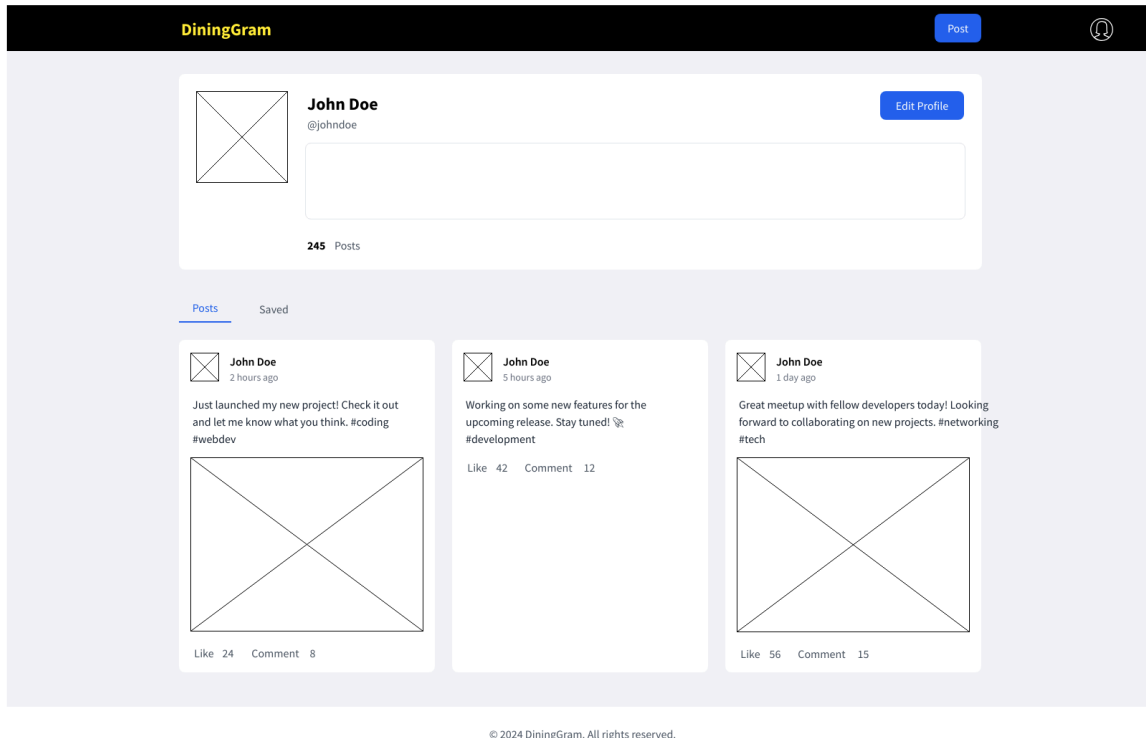 DiningGram
Post
John Doe
Edit Profile
@johndoe
245 Posts
Posts
Saved
John Doe
2 hours ago
Just launched my new project! Check it out
and let me know what you think. #coding
#webdev
Like 24 Comment 8
John Doe
5 hours ago
Working on some new features for the
upcoming release. Stay tuned! 🚀
#development
Like 42 Comment 12
John Doe
1 day ago
Great meetup with fellow developers today! Looking
forward to collaborating on new projects. #networking
#tech
Like 56 Comment 15
© 2024 DiningGram. All rights reserved.